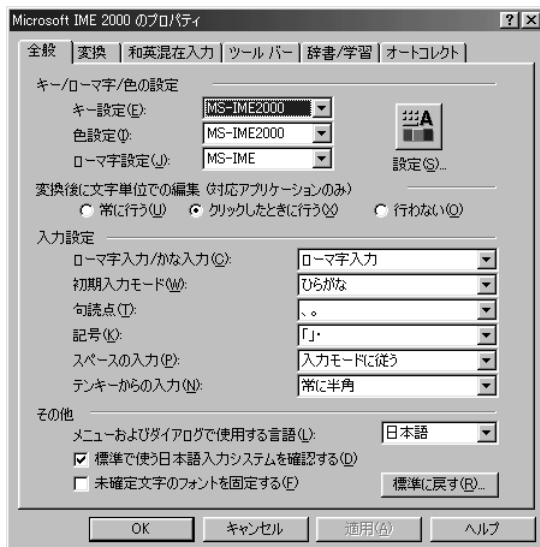 Microsoft IME 2000 のプロパティ
全般 変換 和英混在入力 ツール バー 辞書/学習 オートコレクト
キー/ローマ字/色の設定
キー設定(E): MS-IME2000
色設定(I): MS-IME2000
ローマ字設定(J): MS-IME
設定(S)...
変換後に文字単位での編集 (対応アプリケーションのみ)
常に行う(U) クリックしたときに行う(X) 行わない(O)
入力設定
ローマ字入力/かな入力(C): ローマ字入力
初期入力モード(W): ひらがな
句読点(T): 、。
記号(K): 「」・
スペースの入力(P): 入力モードに従う
テンキーからの入力(N): 常に半角
その他
メニューおよびダイアログで使用する言語(L): 日本語
標準で使う日本語入力システムを確認する(D)
未確定文字のフォントを固定する(F) 標準に戻す(R)...
OK キャンセル 適用(A) ヘルプ